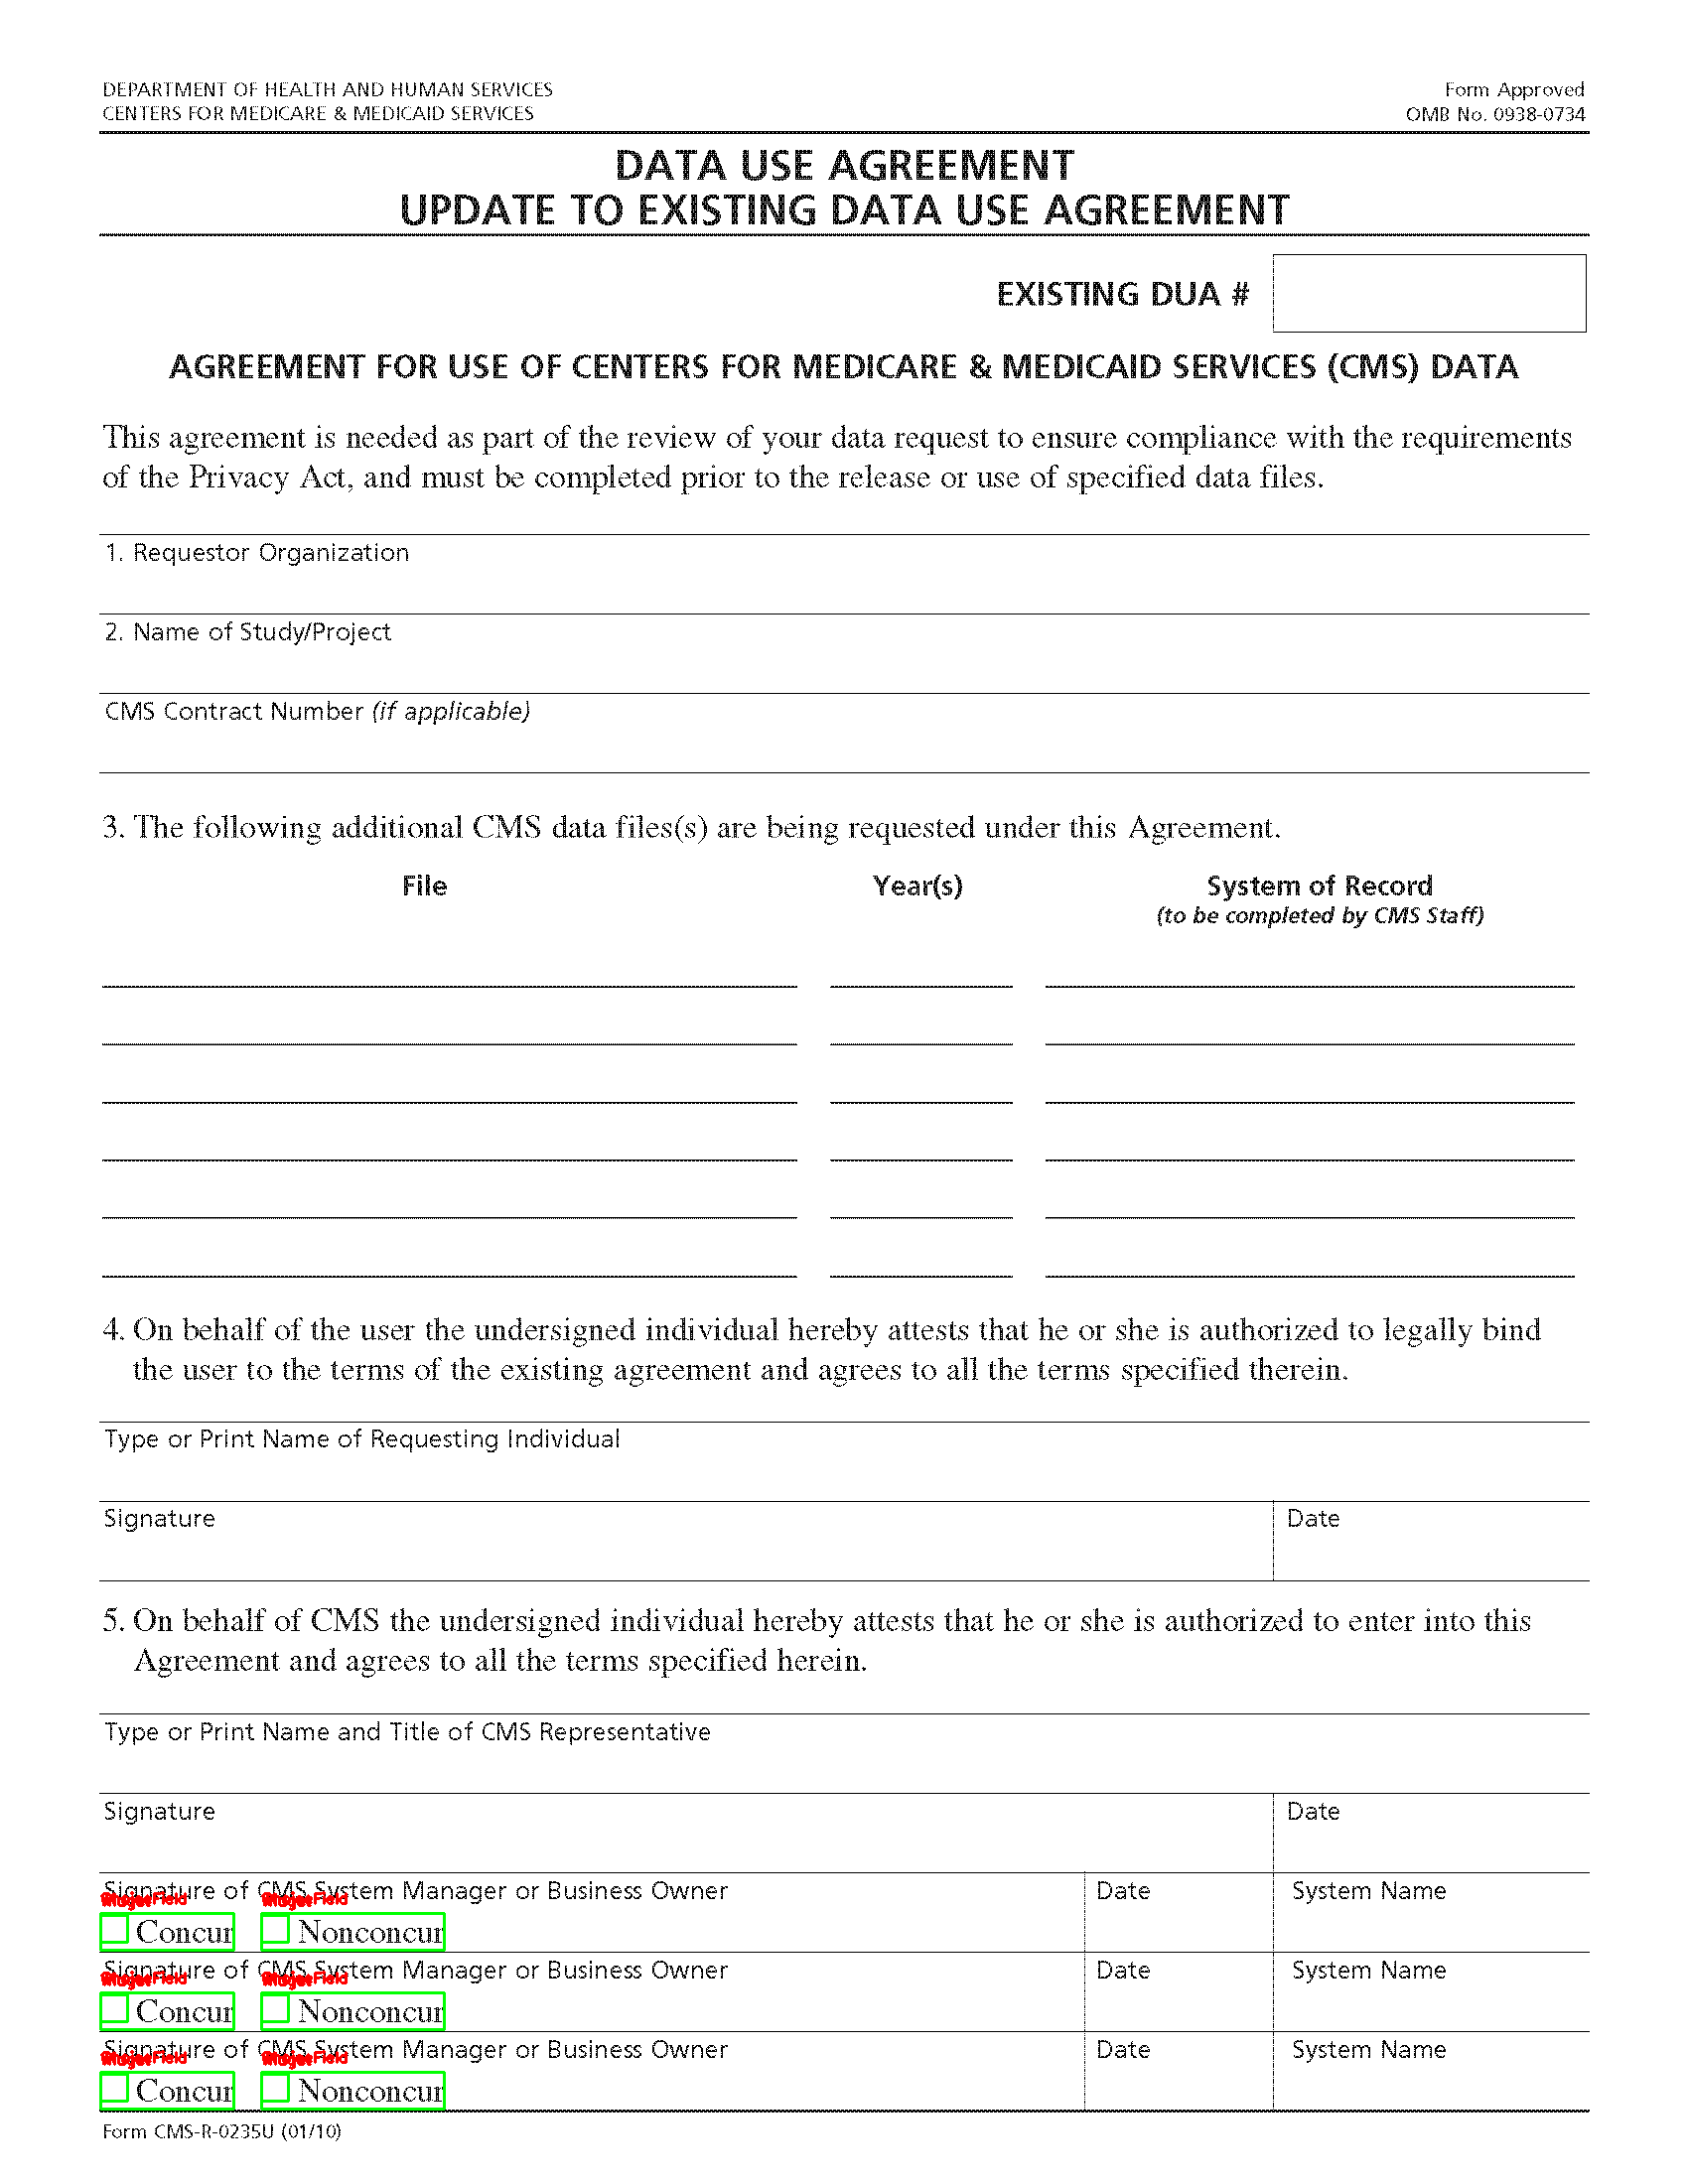 DEPARTMENT OF HEALTH AND HUMAN SERVICES
CENTERS FOR MEDICARE & MEDICAID SERVICES
Form Approved
OMB No. 0938-0734
DATA USE AGREEMENT
UPDATE TO EXISTING DATA USE AGREEMENT
EXISTING DUA #
AGREEMENT FOR USE OF CENTERS FOR MEDICARE & MEDICAID SERVICES (CMS) DATA
This agreement is needed as part of the review of your data request to ensure compliance with the requirements
of the Privacy Act, and must be completed prior to the release or use of specified data files.
1. Requestor Organization
2. Name of Study/Project
CMS Contract Number (if applicable)
3. The following additional CMS data files(s) are being requested under this Agreement.
File Year(s) System of Record
(to be completed by CMS Staff)
4. On behalf of the user the undersigned individual hereby attests that he or she is authorized to legally bind
the user to the terms of the existing agreement and agrees to all the terms specified therein.
Type or Print Name of Requesting Individual
Signature Date
5. On behalf of CMS the undersigned individual hereby attests that he or she is authorized to enter into this
Agreement and agrees to all the terms specified herein.
Type or Print Name and Title of CMS Representative
Signature Date
Signature of CMS System Manager or Business Owner Date System Name
Field Field
Concur Nonconcur
Signature of CMS System Manager or Business Owner Date System Name
Field Field
Concur Nonconcur
Signature of CMS System Manager or Business Owner Date System Name
Field Field
Concur Nonconcur
Form CMS-R-0235U (01/10)